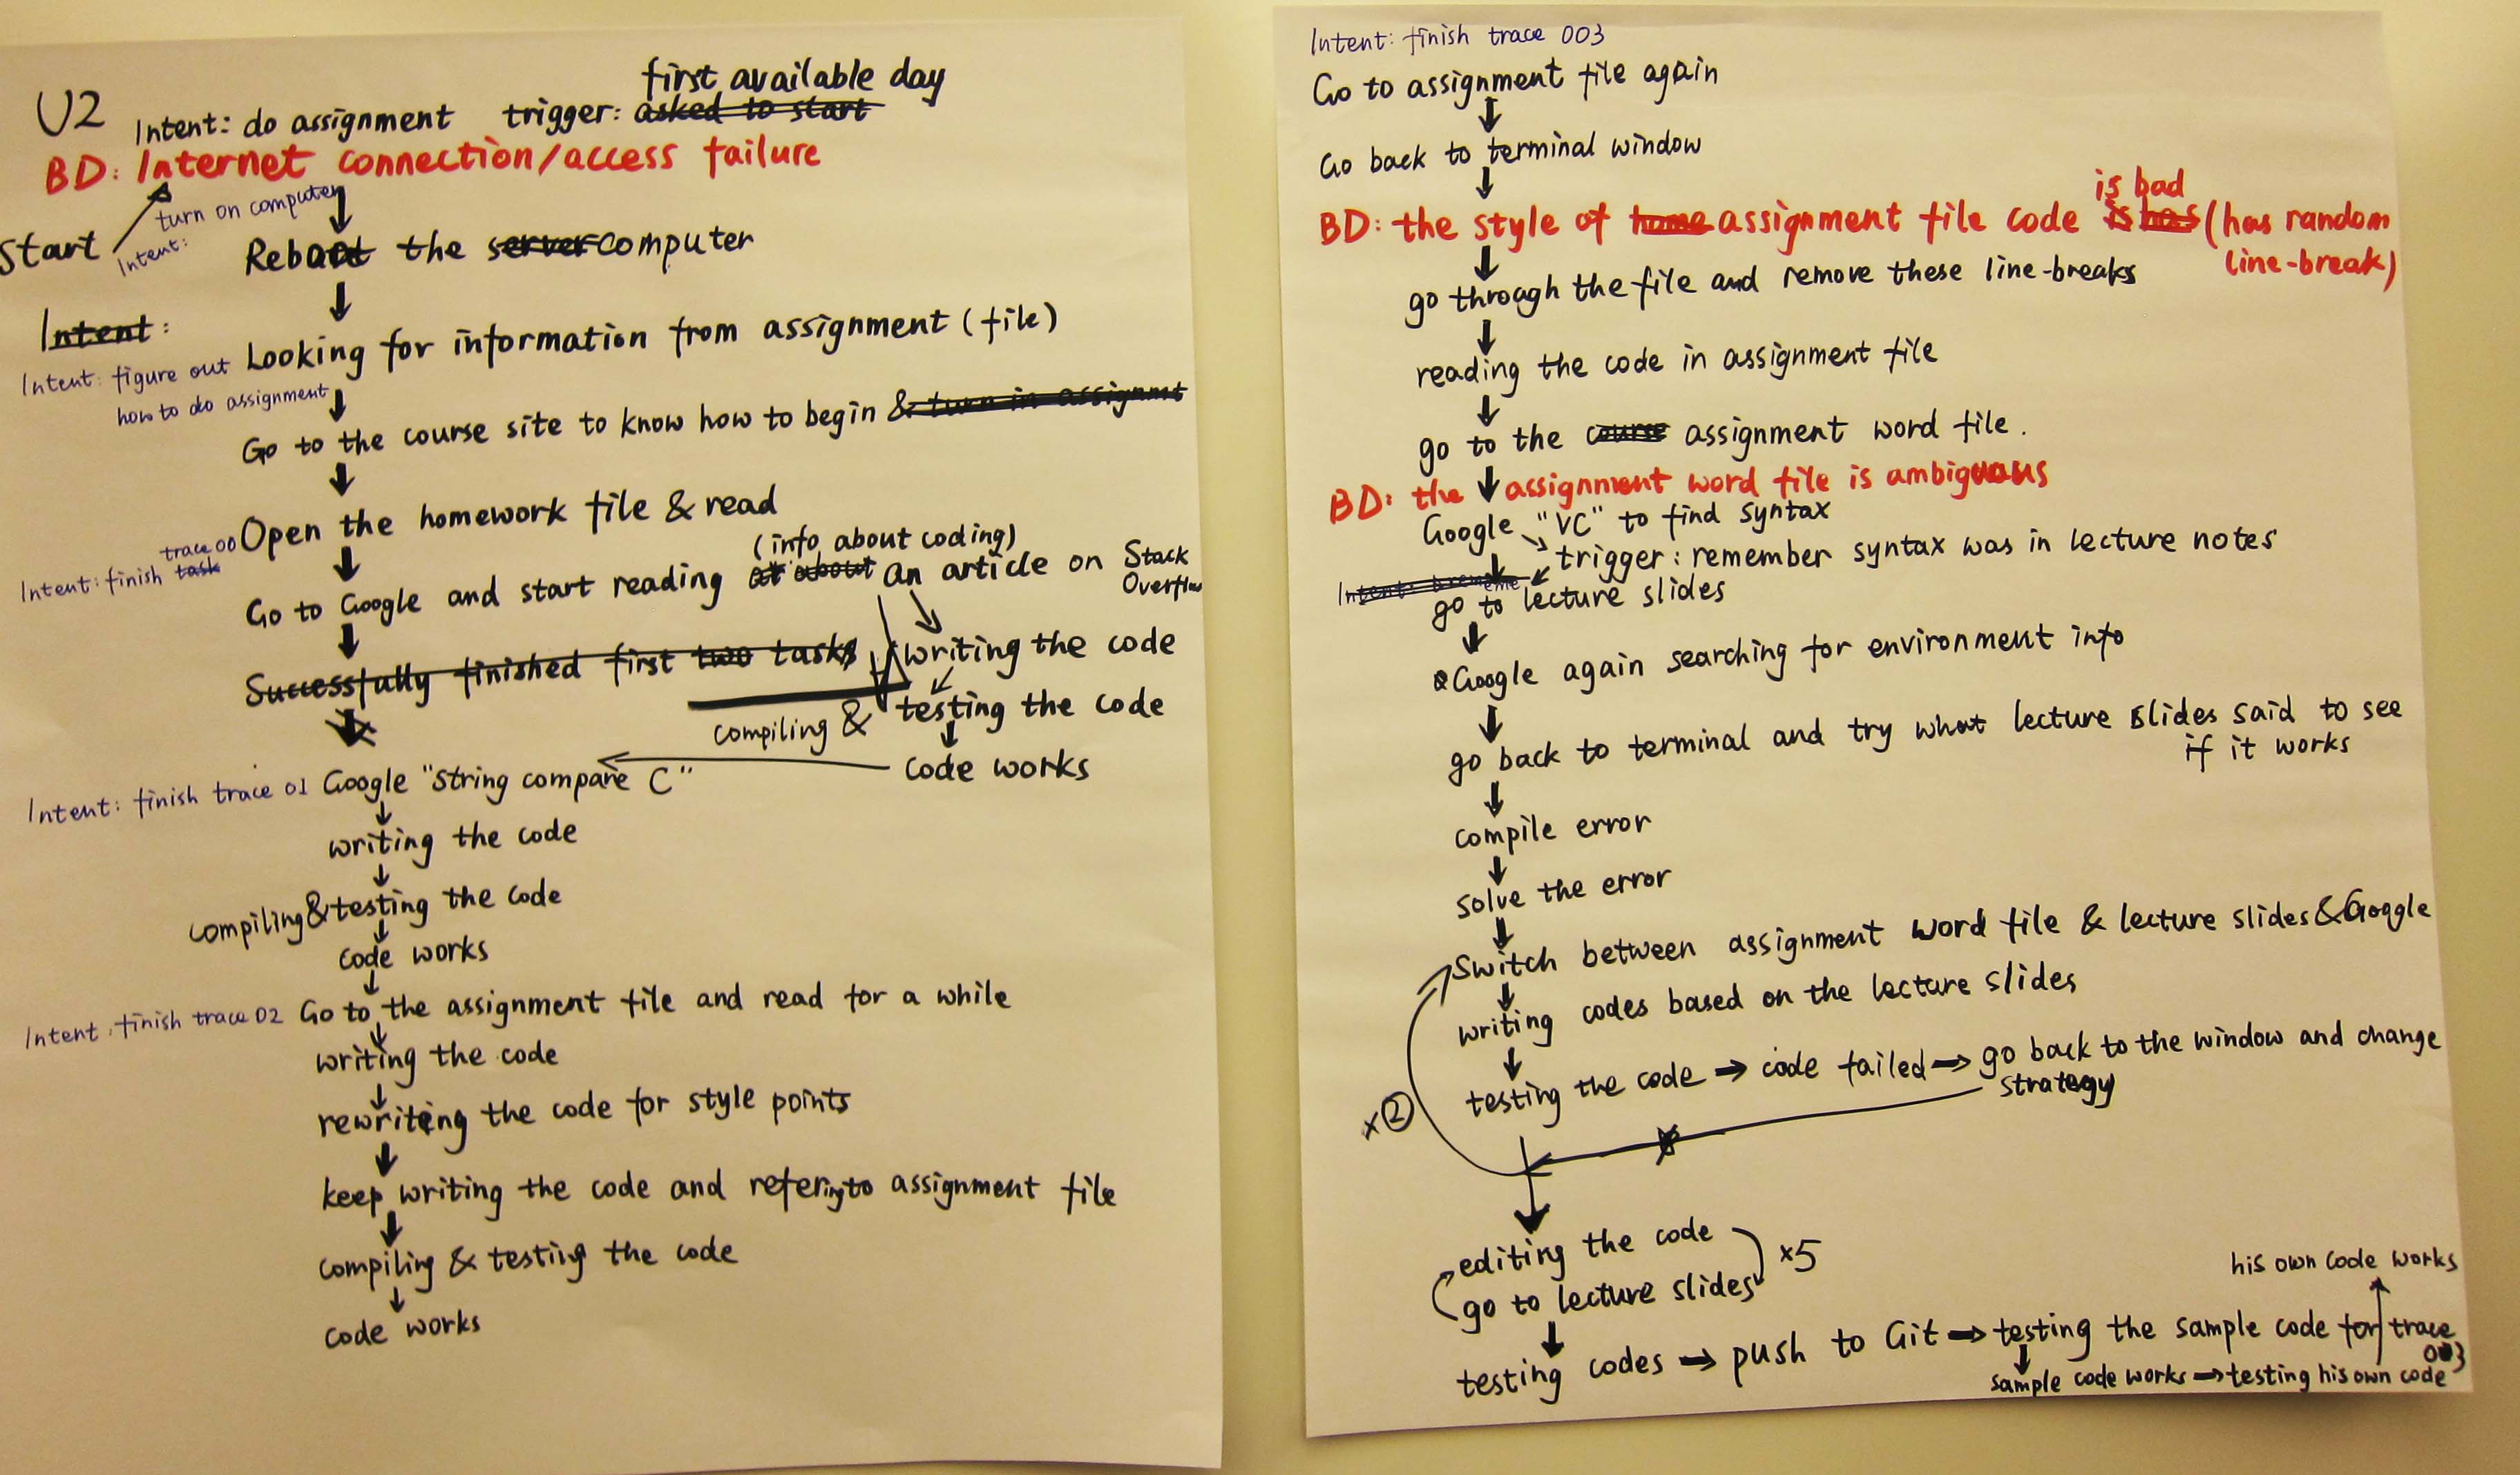 first available day
U2 Intent: do assignment trigger: asked to start
BD: Internet connection/access failure
turn on computer
Start Intent:
Reboot the server computer
Intent:
Looking for information from assignment (file)
Intent: figure out
how to do assignment
Go to the course site to know how to begin & turn in assignmt
Open the homework file & read
trace 00
Intent: finish task
(info about coding)
Go to Google and start reading at about an article on Stack
Overflow
Successfully finished first two tasks
writing the code
compiling & testing the code
code works
Intent: finish trace 01 Google "String compare C"
writing the code
compiling & testing the code
code works
Intent: finish trace 02 Go to the assignment file and read for a while
writing the code
rewriting the code for style points
keep writing the code and refering to assignment file
compiling & testing the code
code works
Intent: finish trace 003
Go to assignment file again
Go back to terminal window
is bad
BD: the style of home assignment file code is has (has random
line-break)
go through the file and remove these line-breaks
reading the code in assignment file
go to the course assignment word file.
BD: the assignment word file is ambiguous
Google "VC" to find syntax
trigger: remember syntax was in lecture notes
go to lecture slides
Google again searching for environment info
go back to terminal and try what lecture slides said to see
if it works
compile error
solve the error
Switch between assignment word file & lecture slides & Google
writing codes based on the lecture slides
testing the code → code failed → go back to the window and change
strategy
x2
editing the code
x5
go to lecture slides
his own code works
testing codes → push to Git → testing the sample code for trace
003
sample code works → testing his own code